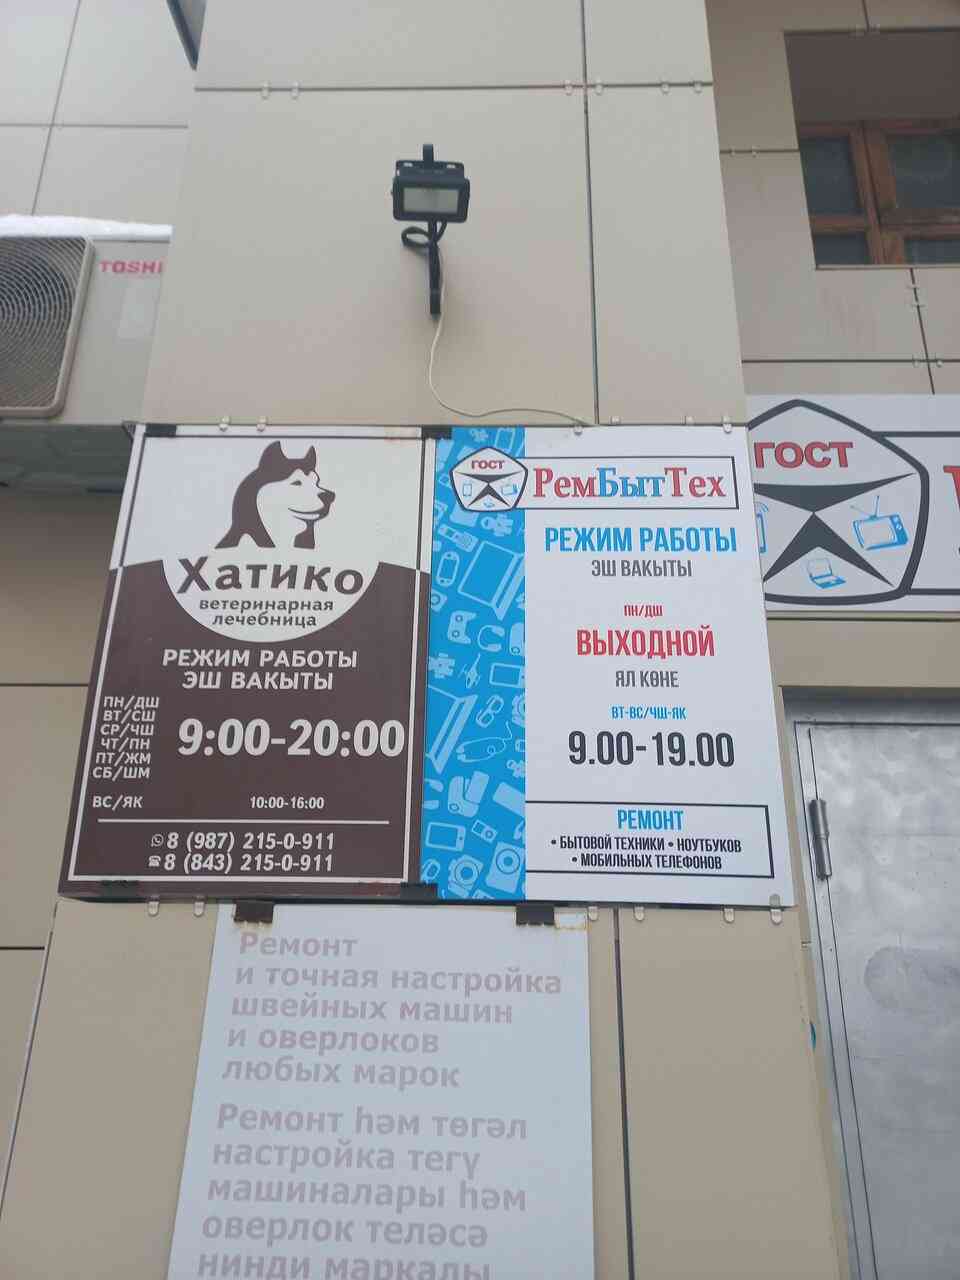 TOSHI
Хатико
ветеринарная
лечебница
РЕЖИМ РАБОТЫ
ЭШ ВАКЫТЫ
ПН/ДШ
ВТ/СШ
СР/ЧШ
ЧТ/ПН
ПТ/ЖМ
СБ/ШМ
9:00-20:00
ВС/ЯК 10:00-16:00
8 (987) 215-0-911
8 (843) 215-0-911
ГОСТ
РемБытТех
РЕЖИМ РАБОТЫ
ЭШ ВАКЫТЫ
ПН/ДШ
ВЫХОДНОЙ
ЯЛ КӨНЕ
ВТ-ВС/ЧШ-ЯК
9.00-19.00
РЕМОНТ
• БЫТОВОЙ ТЕХНИКИ • НОУТБУКОВ
• МОБИЛЬНЫХ ТЕЛЕФОНОВ
ГОСТ
Ремонт
и точная настройка
швейных машин
и оверлоков
любых марок
Ремонт һәм төгәл
настройка тегү
машиналары һәм
оверлок теләсә
нинди маркалы